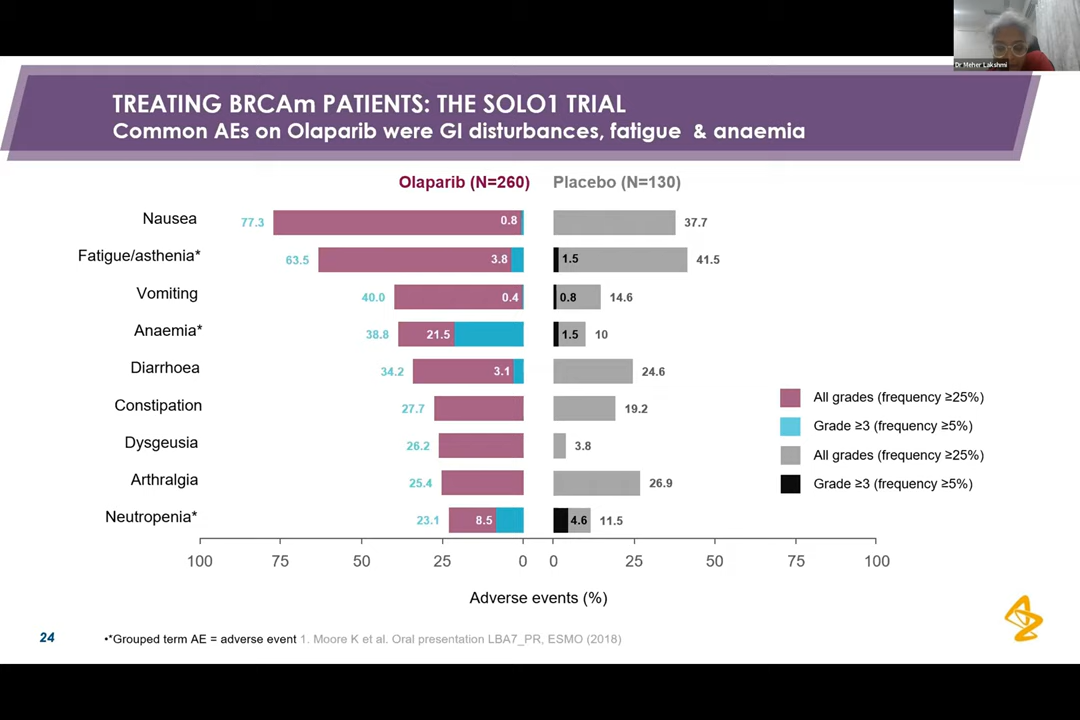 Dr Meher Lakshmi
TREATING BRCAm PATIENTS: THE SOLO1 TRIAL
Common AEs on Olaparib were GI disturbances, fatigue & anaemia
Olaparib (N=260) Placebo (N=130)
Nausea 77.3 0.8 37.7
Fatigue/asthenia* 63.5 3.8 1.5 41.5
Vomiting 40.0 0.4 0.8 14.6
Anaemia* 38.8 21.5 1.5 10
Diarrhoea 34.2 3.1 24.6
Constipation 27.7 19.2
Dysgeusia 26.2 3.8
Arthralgia 25.4 26.9
Neutropenia* 23.1 8.5 4.6 11.5
All grades (frequency ≥25%)
Grade ≥3 (frequency ≥5%)
All grades (frequency ≥25%)
Grade ≥3 (frequency ≥5%)
100 75 50 25 0 0 25 50 75 100
Adverse events (%)
24
•*Grouped term AE = adverse event 1. Moore K et al. Oral presentation LBA7_PR, ESMO (2018)